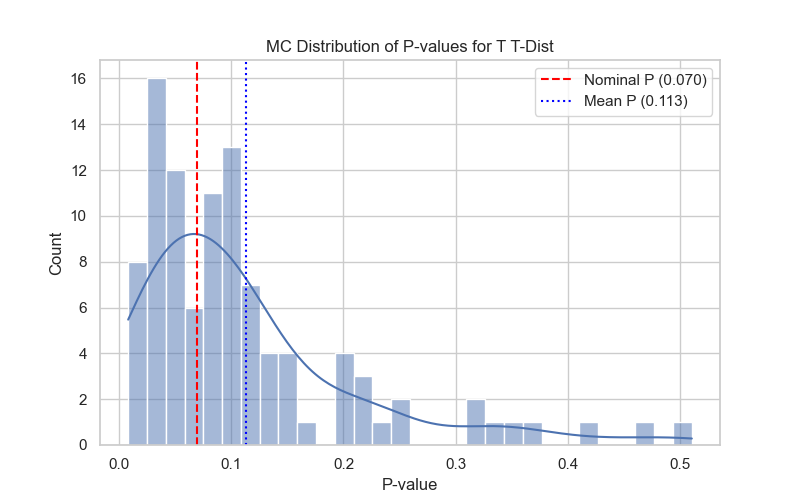 MC Distribution of P-values for T T-Dist
Nominal P (0.070)
Mean P (0.113)
16
14
12
10
8
6
4
2
0
Count
0.0 0.1 0.2 0.3 0.4 0.5
P-value